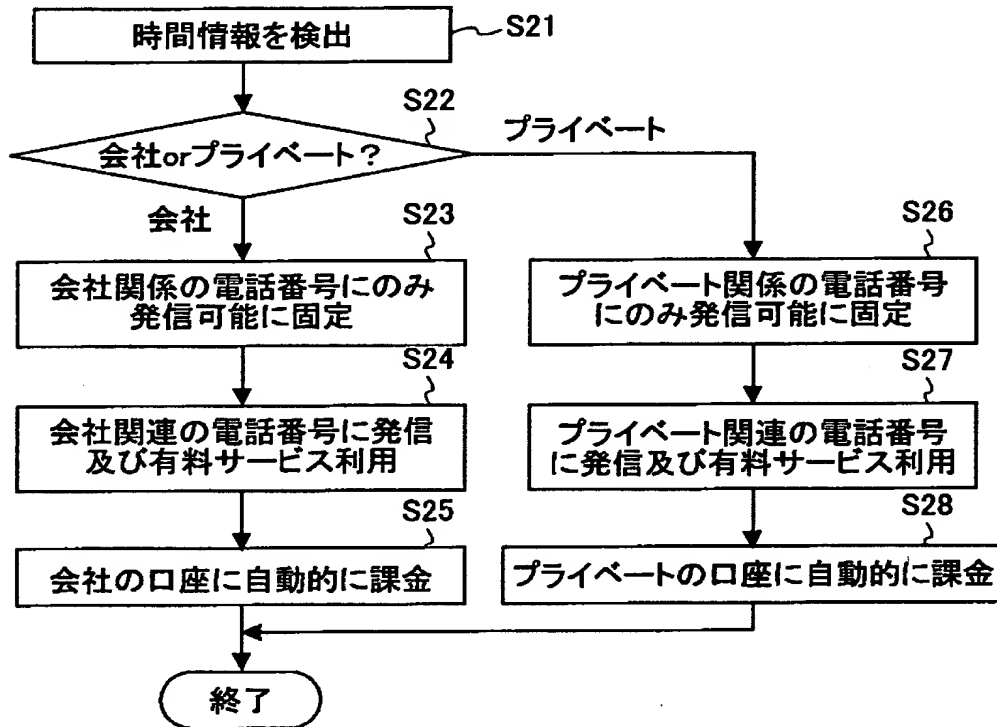 時間情報を検出
S21
S22
会社orプライベート？
プライベート
会社
S23
会社関係の電話番号にのみ
発信可能に固定
S24
会社関連の電話番号に発信
及び有料サービス利用
S25
会社の口座に自動的に課金
S26
プライベート関係の電話番号
にのみ発信可能に固定
S27
プライベート関連の電話番号
に発信及び有料サービス利用
S28
プライベートの口座に自動的に課金
終了